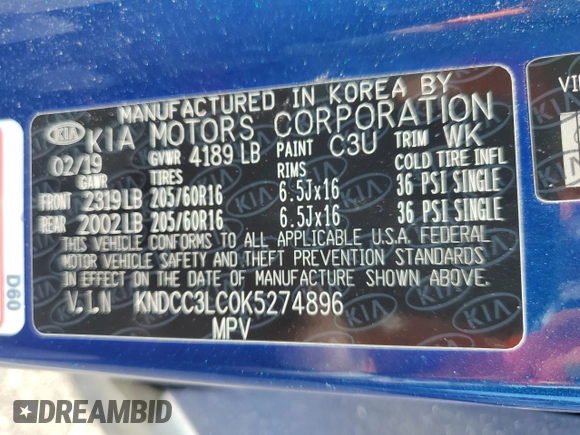 MANUFACTURED IN KOREA BY
KIA KIA MOTORS CORPORATION
02/19 GVWR 4189 LB PAINT C3U TRIM WK
GAWR TIRES RIMS COLD TIRE INFL
FRONT 2319 LB 205/60R16 6.5Jx16 36 PSI SINGLE
REAR 2002 LB 205/60R16 6.5Jx16 36 PSI SINGLE
THIS VEHICLE CONFORMS TO ALL APPLICABLE U.S.A. FEDERAL
MOTOR VEHICLE SAFETY AND THEFT PREVENTION STANDARDS
IN EFFECT ON THE DATE OF MANUFACTURE SHOWN ABOVE.
V.I.N KNDCC3LC0K5274896
MPV
D60
VI
DREAMBID